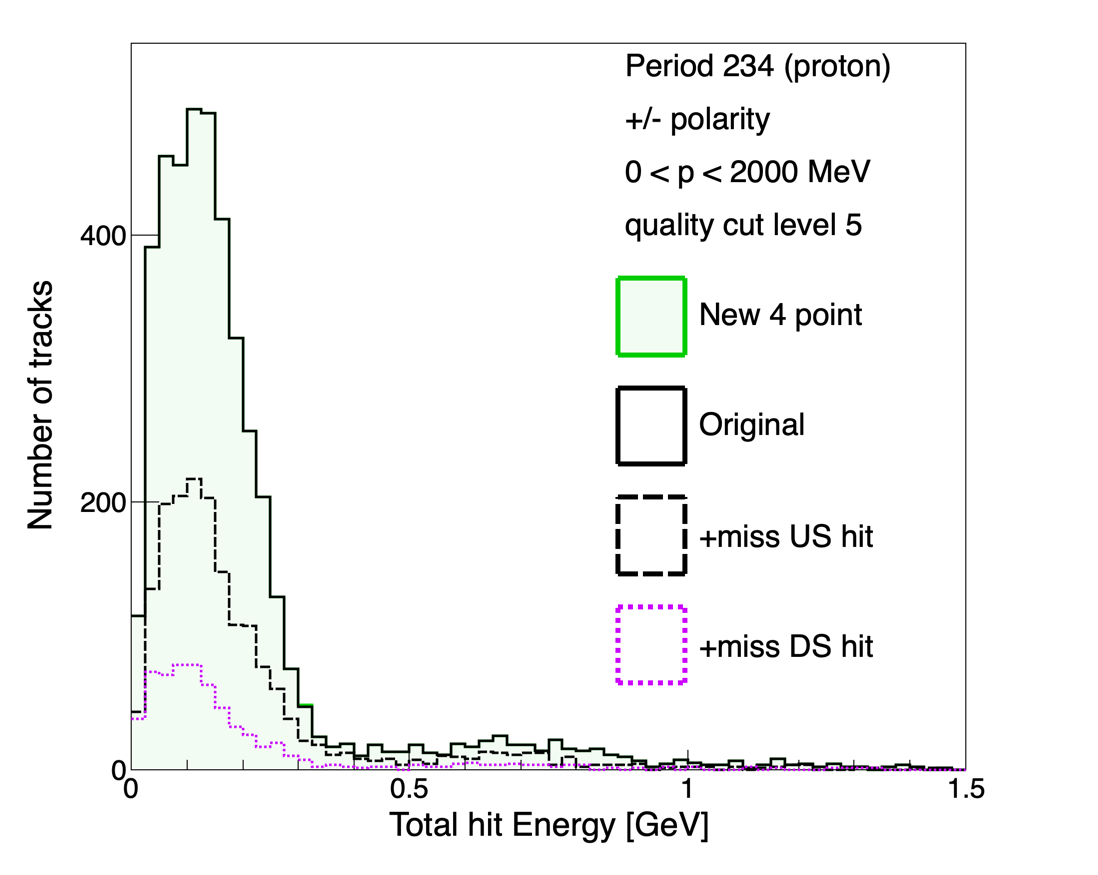 Period 234 (proton)
+/- polarity
0 < p < 2000 MeV
quality cut level 5
New 4 point
Original
+miss US hit
+miss DS hit
Number of tracks
400
200
0
0
0.5
1
1.5
Total hit Energy [GeV]